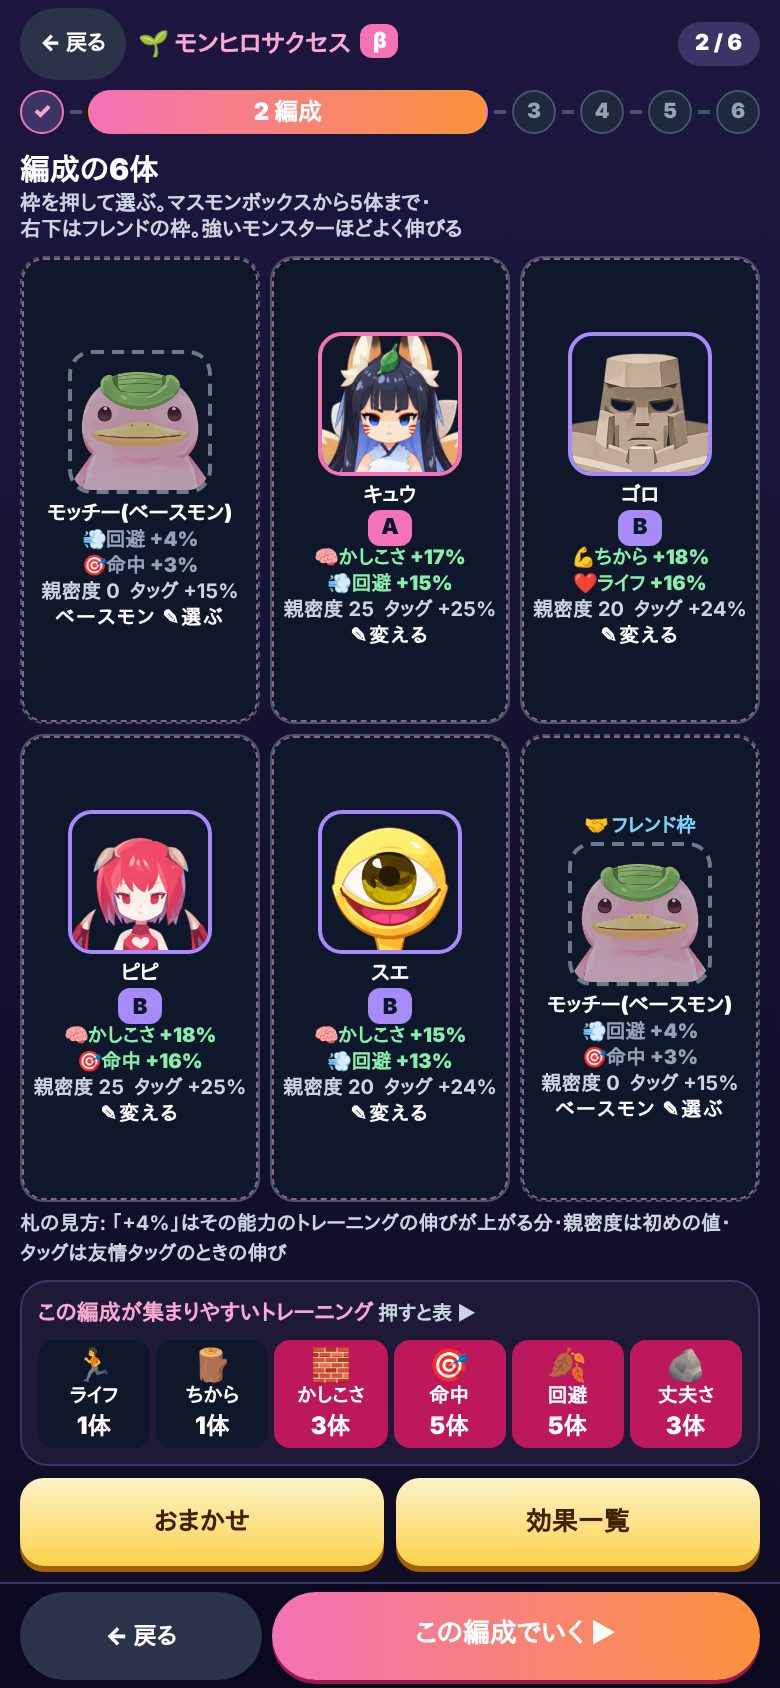 ← 戻る 🌱 モンヒロサクセス β 2 / 6
✓ 2 編成 3 4 5 6
編成の6体
枠を押して選ぶ。マスモンボックスから5体まで・
右下はフレンドの枠。強いモンスターほどよく伸びる
モッチー(ベースモン)
💨回避 +4%
🎯命中 +3%
親密度 0 タッグ +15%
ベースモン ✎選ぶ
キュウ
A
🧠かしこさ +17%
💨回避 +15%
親密度 25 タッグ +25%
✎変える
ゴロ
B
💪ちから +18%
❤️ライフ +16%
親密度 20 タッグ +24%
✎変える
ピピ
B
🧠かしこさ +18%
🎯命中 +16%
親密度 25 タッグ +25%
✎変える
スエ
B
🧠かしこさ +15%
💨回避 +13%
親密度 20 タッグ +24%
✎変える
🤝フレンド枠
モッチー(ベースモン)
💨回避 +4%
🎯命中 +3%
親密度 0 タッグ +15%
ベースモン ✎選ぶ
札の見方: 「+4%」はその能力のトレーニングの伸びが上がる分・親密度は初めの値・
タッグは友情タッグのときの伸び
この編成が集まりやすいトレーニング 押すと表 ▶
ライフ
1体
ちから
1体
かしこさ
3体
命中
5体
回避
5体
丈夫さ
3体
おまかせ 効果一覧
← 戻る この編成でいく ▶